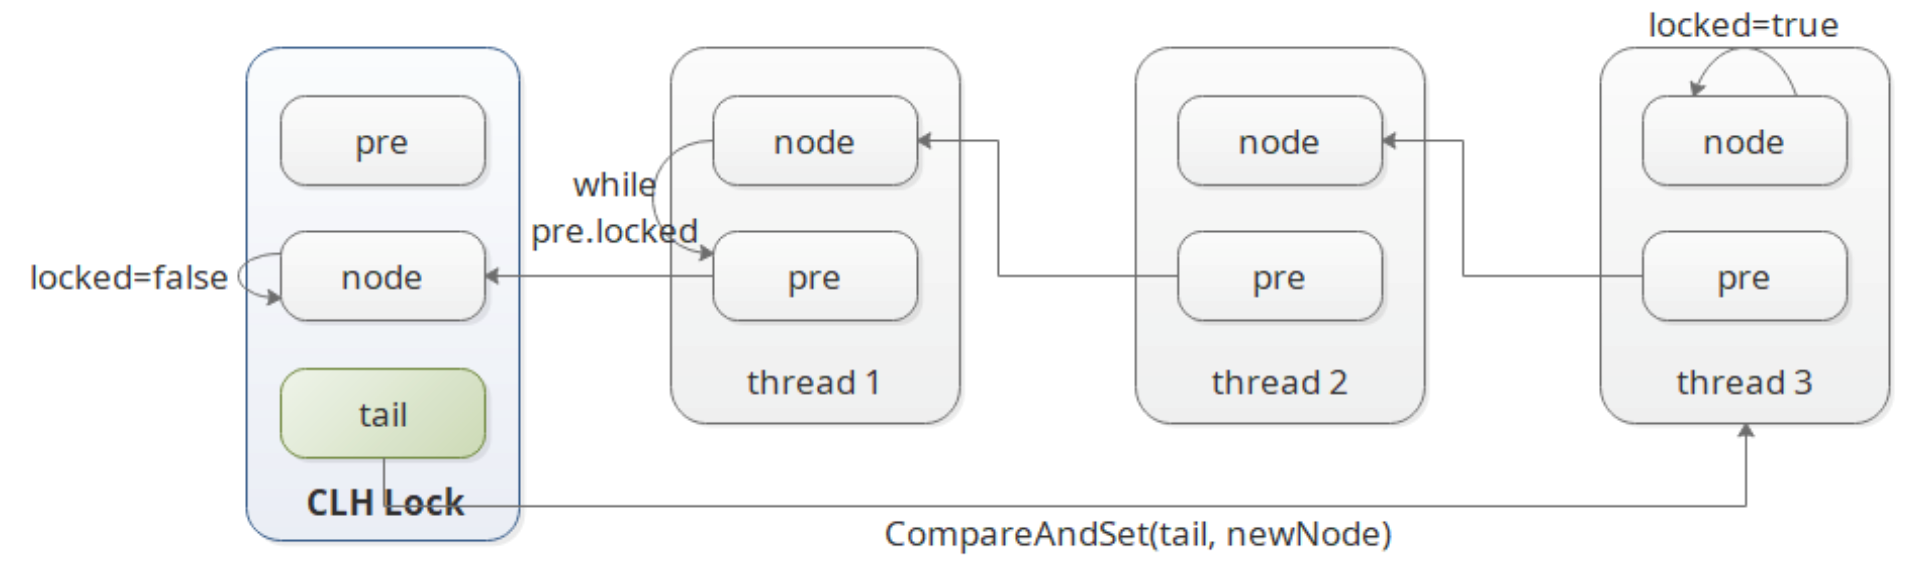 locked=true
pre
node
node
node
while
pre.locked
locked=false
node
pre
pre
pre
tail
thread 1
thread 2
thread 3
CLH Lock
CompareAndSet(tail, newNode)